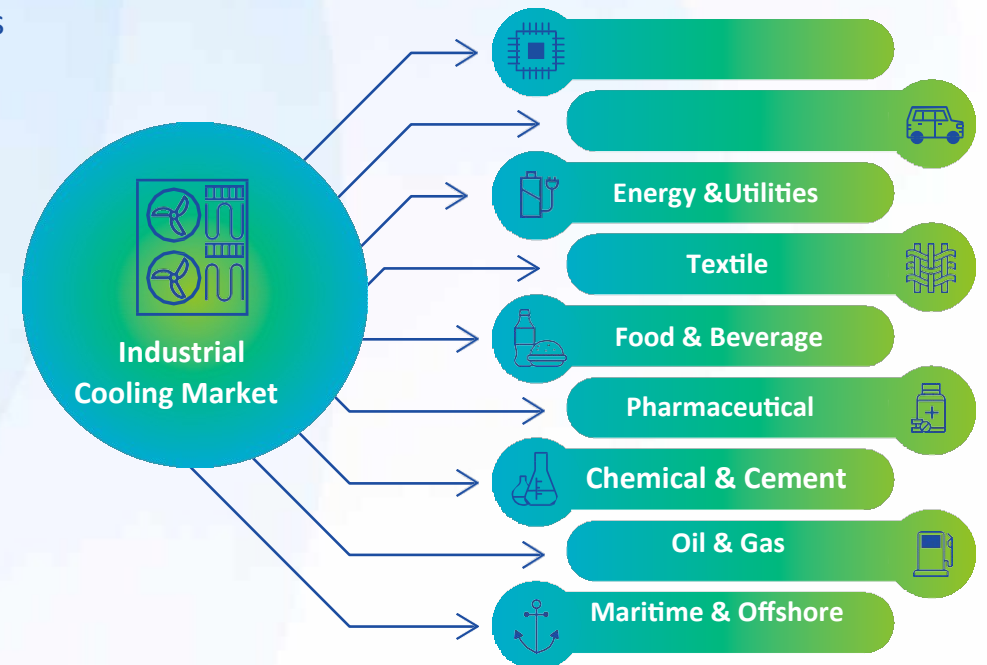 s
Energy &Utilities
Textile
Food & Beverage
Industrial
Cooling Market
Pharmaceutical
Chemical & Cement
Oil & Gas
Maritime & Offshore